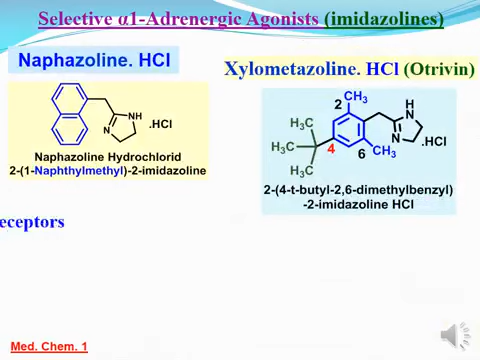 Selective α1-Adrenergic Agonists (imidazolines)
Naphazoline. HCl
NH
N
.HCl
Naphazoline Hydrochlorid
2-(1-Naphthylmethyl)-2-imidazoline
Xylometazoline. HCl (Otrivin)
CH3
H
2
N
H3C
H3C
N
.HCl
4
6
CH3
H3C
2-(4-t-butyl-2,6-dimethylbenzyl)
-2-imidazoline HCl
eceptors
Med. Chem. 1